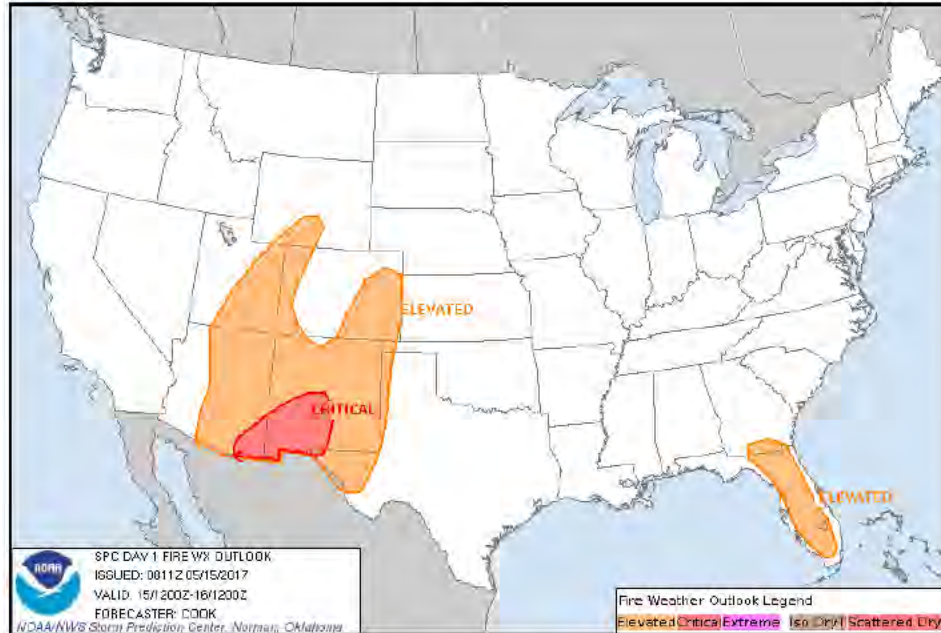 ELEVATED
CRITICAL
ELEVATED
NOAA
SPC DAY 1 FIRE WX OUTLOOK
ISSUED: 0811Z 05/15/2017
VALID: 15/1200Z-16/1200Z
FORECASTER: COOK
NOAA/NWS Storm Prediction Center, Norman, Oklahoma
Fire Weather Outlook Legend
Elevated Critical Extreme Iso DryT Scattered Dry